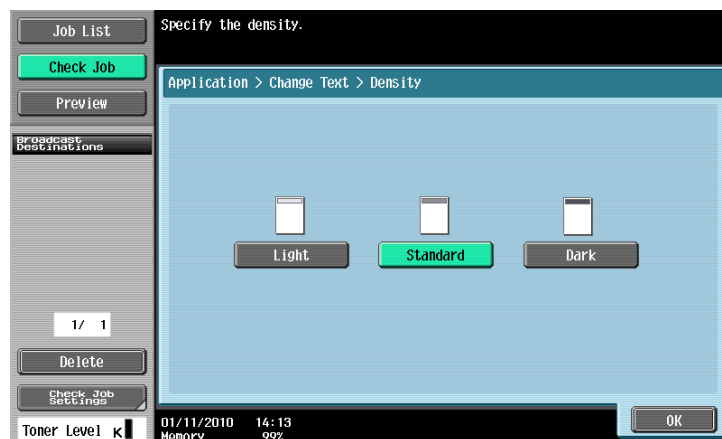 Job List
Check Job
Preview
Broadcast
Destinations
1/ 1
Delete
Check Job
Settings
Toner Level K
Specify the density.
Application > Change Text > Density
Light
Standard
Dark
OK
01/11/2010 14:13
Memory 99%